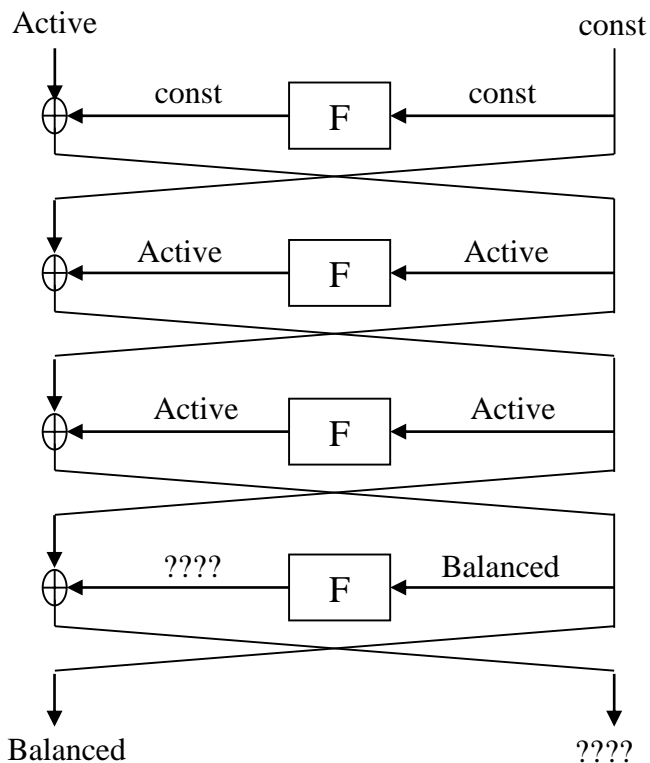 Active
const
const
F
const
Active
F
Active
Active
F
Active
????
F
Balanced
Balanced
????